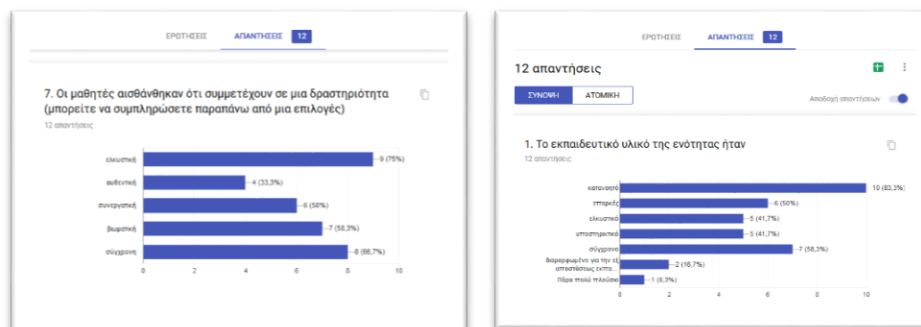 ΕΡΩΤΗΣΕΙΣ ΑΠΑΝΤΗΣΕΙΣ 12
7. Οι μαθητές αισθάνθηκαν ότι συμμετέχουν σε μια δραστηριότητα
(μπορείτε να συμπληρώσετε παραπάνω από μια επιλογές)
12 απαντήσεις
ελκυστική 9 (75%)
αυθεντική 4 (33,3%)
συνεργατική 6 (50%)
βιωματική 7 (58,3%)
σύγχρονη 8 (66,7%)
0 2 4 6 8 10
ΕΡΩΤΗΣΕΙΣ ΑΠΑΝΤΗΣΕΙΣ 12
12 απαντήσεις
ΣΥΝΟΨΗ ΑΤΟΜΙΚΗ Αποδοχή απαντήσεων
1. Το εκπαιδευτικό υλικό της ενότητας ήταν
12 απαντήσεις
κατανοητό 10 (83,3%)
επαρκές 6 (50%)
ελκυστικό 5 (41,7%)
υποστηρικτικό 5 (41,7%)
σύγχρονο 7 (58,3%)
διαμορφωμένο για την εξ
αποστάσεως εκπα... 2 (16,7%)
Πάρα πολύ πλούσιο 1 (8,3%)
0 2 4 6 8 10